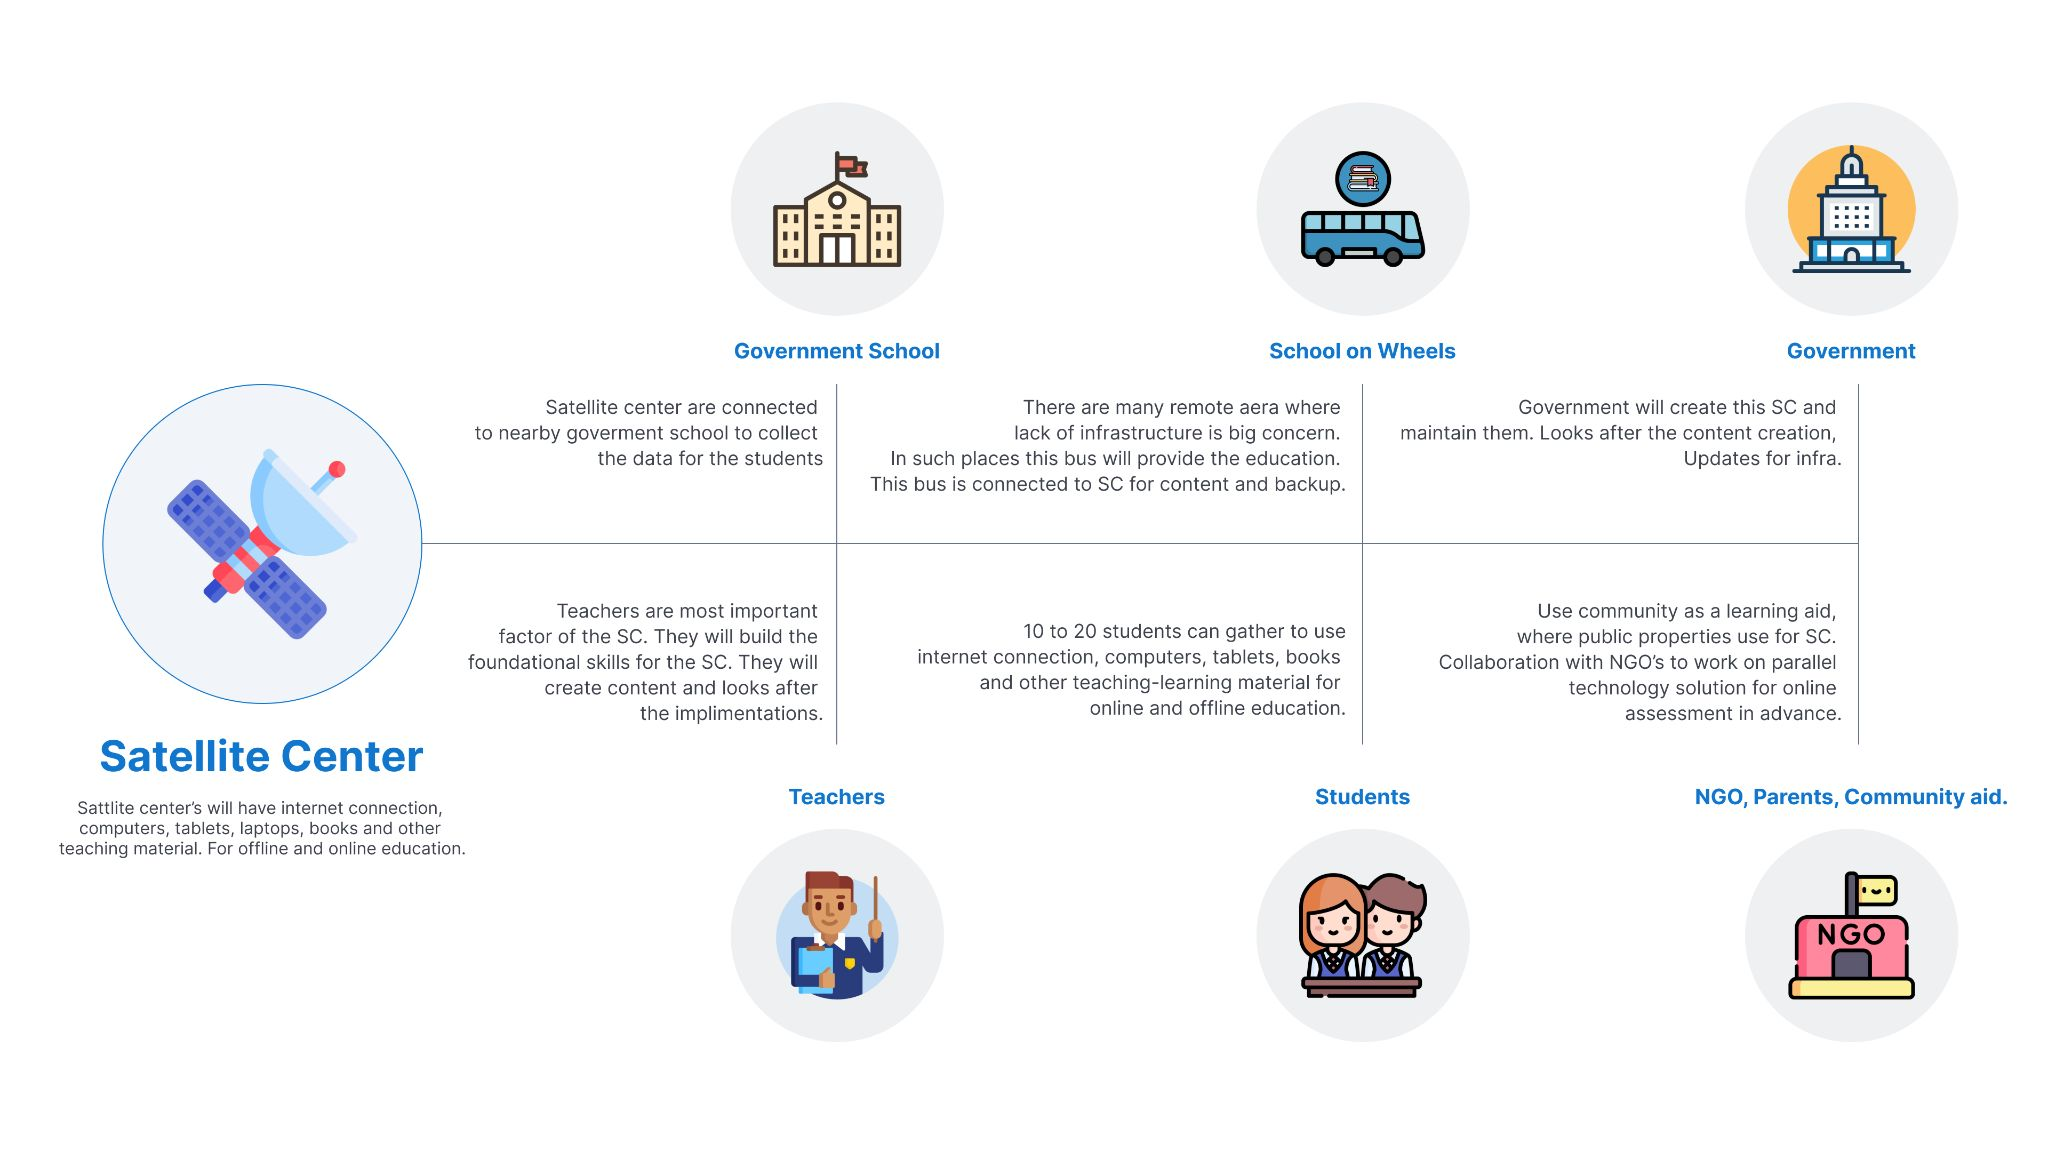 Government School
School on Wheels
Government
Satellite center are connected
to nearby goverment school to collect
the data for the students
There are many remote aera where
lack of infrastructure is big concern.
In such places this bus will provide the education.
This bus is connected to SC for content and backup.
Government will create this SC and
maintain them. Looks after the content creation,
Updates for infra.
Satellite Center
Sattlite center’s will have internet connection,
computers, tablets, laptops, books and other
teaching material. For offline and online education.
Teachers are most important
factor of the SC. They will build the
foundational skills for the SC. They will
create content and looks after
the implimentations.
10 to 20 students can gather to use
internet connection, computers, tablets, books
and other teaching-learning material for
online and offline education.
Use community as a learning aid,
where public properties use for SC.
Collaboration with NGO’s to work on parallel
technology solution for online
assessment in advance.
Teachers
Students
NGO, Parents, Community aid.
NGO